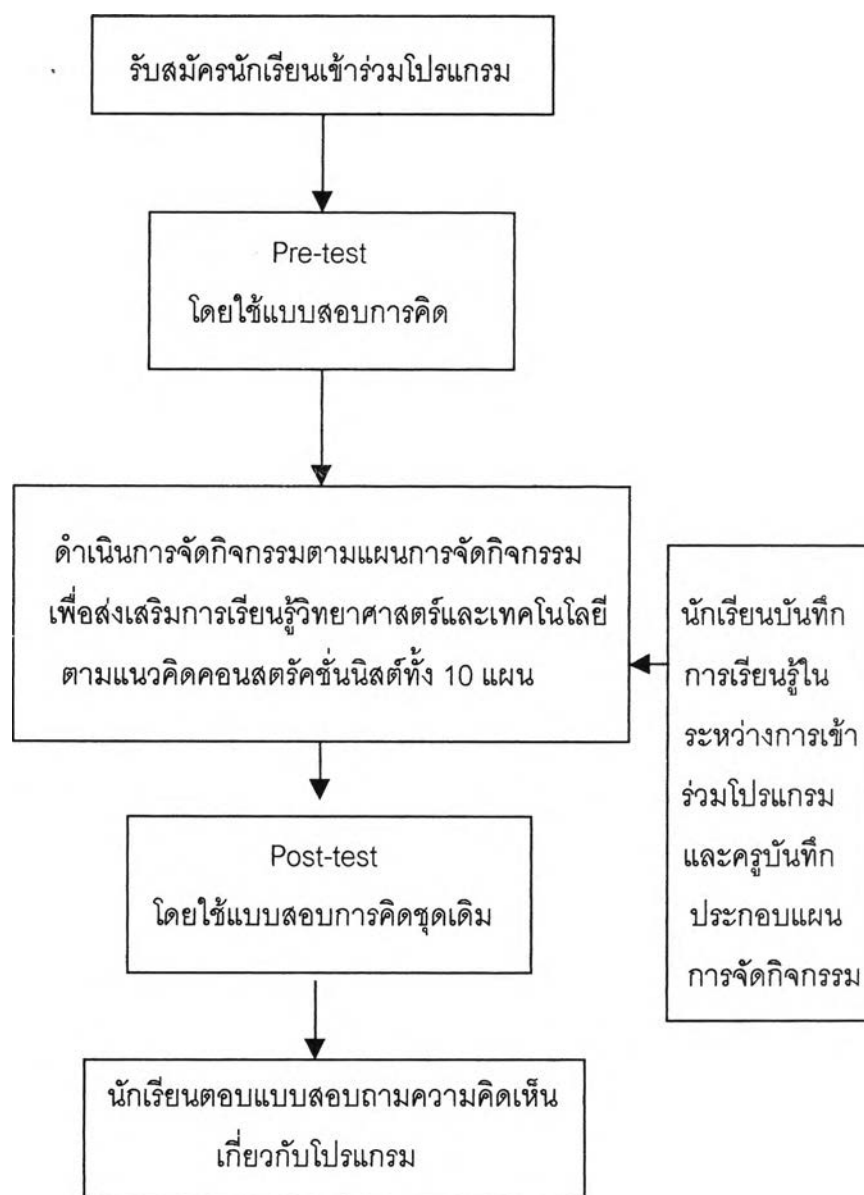 รับสมัครนักเรียนเข้าร่วมโปรแกรม
Pre-test
โดยใช้แบบสอบการคิด
ดำเนินการจัดกิจกรรมตามแผนการจัดกิจกรรม
เพื่อส่งเสริมการเรียนรู้วิทยาศาสตร์และเทคโนโลยี
ตามแนวคิดคอนสตรัคชั่นนิสต์ทั้ง 10 แผน
นักเรียนบันทึก
การเรียนรู้ใน
ระหว่างการเข้า
ร่วมโปรแกรม
และครูบันทึก
ประกอบแผน
การจัดกิจกรรม
Post-test
โดยใช้แบบสอบการคิดชุดเดิม
นักเรียนตอบแบบสอบถามความคิดเห็น
เกี่ยวกับโปรแกรม